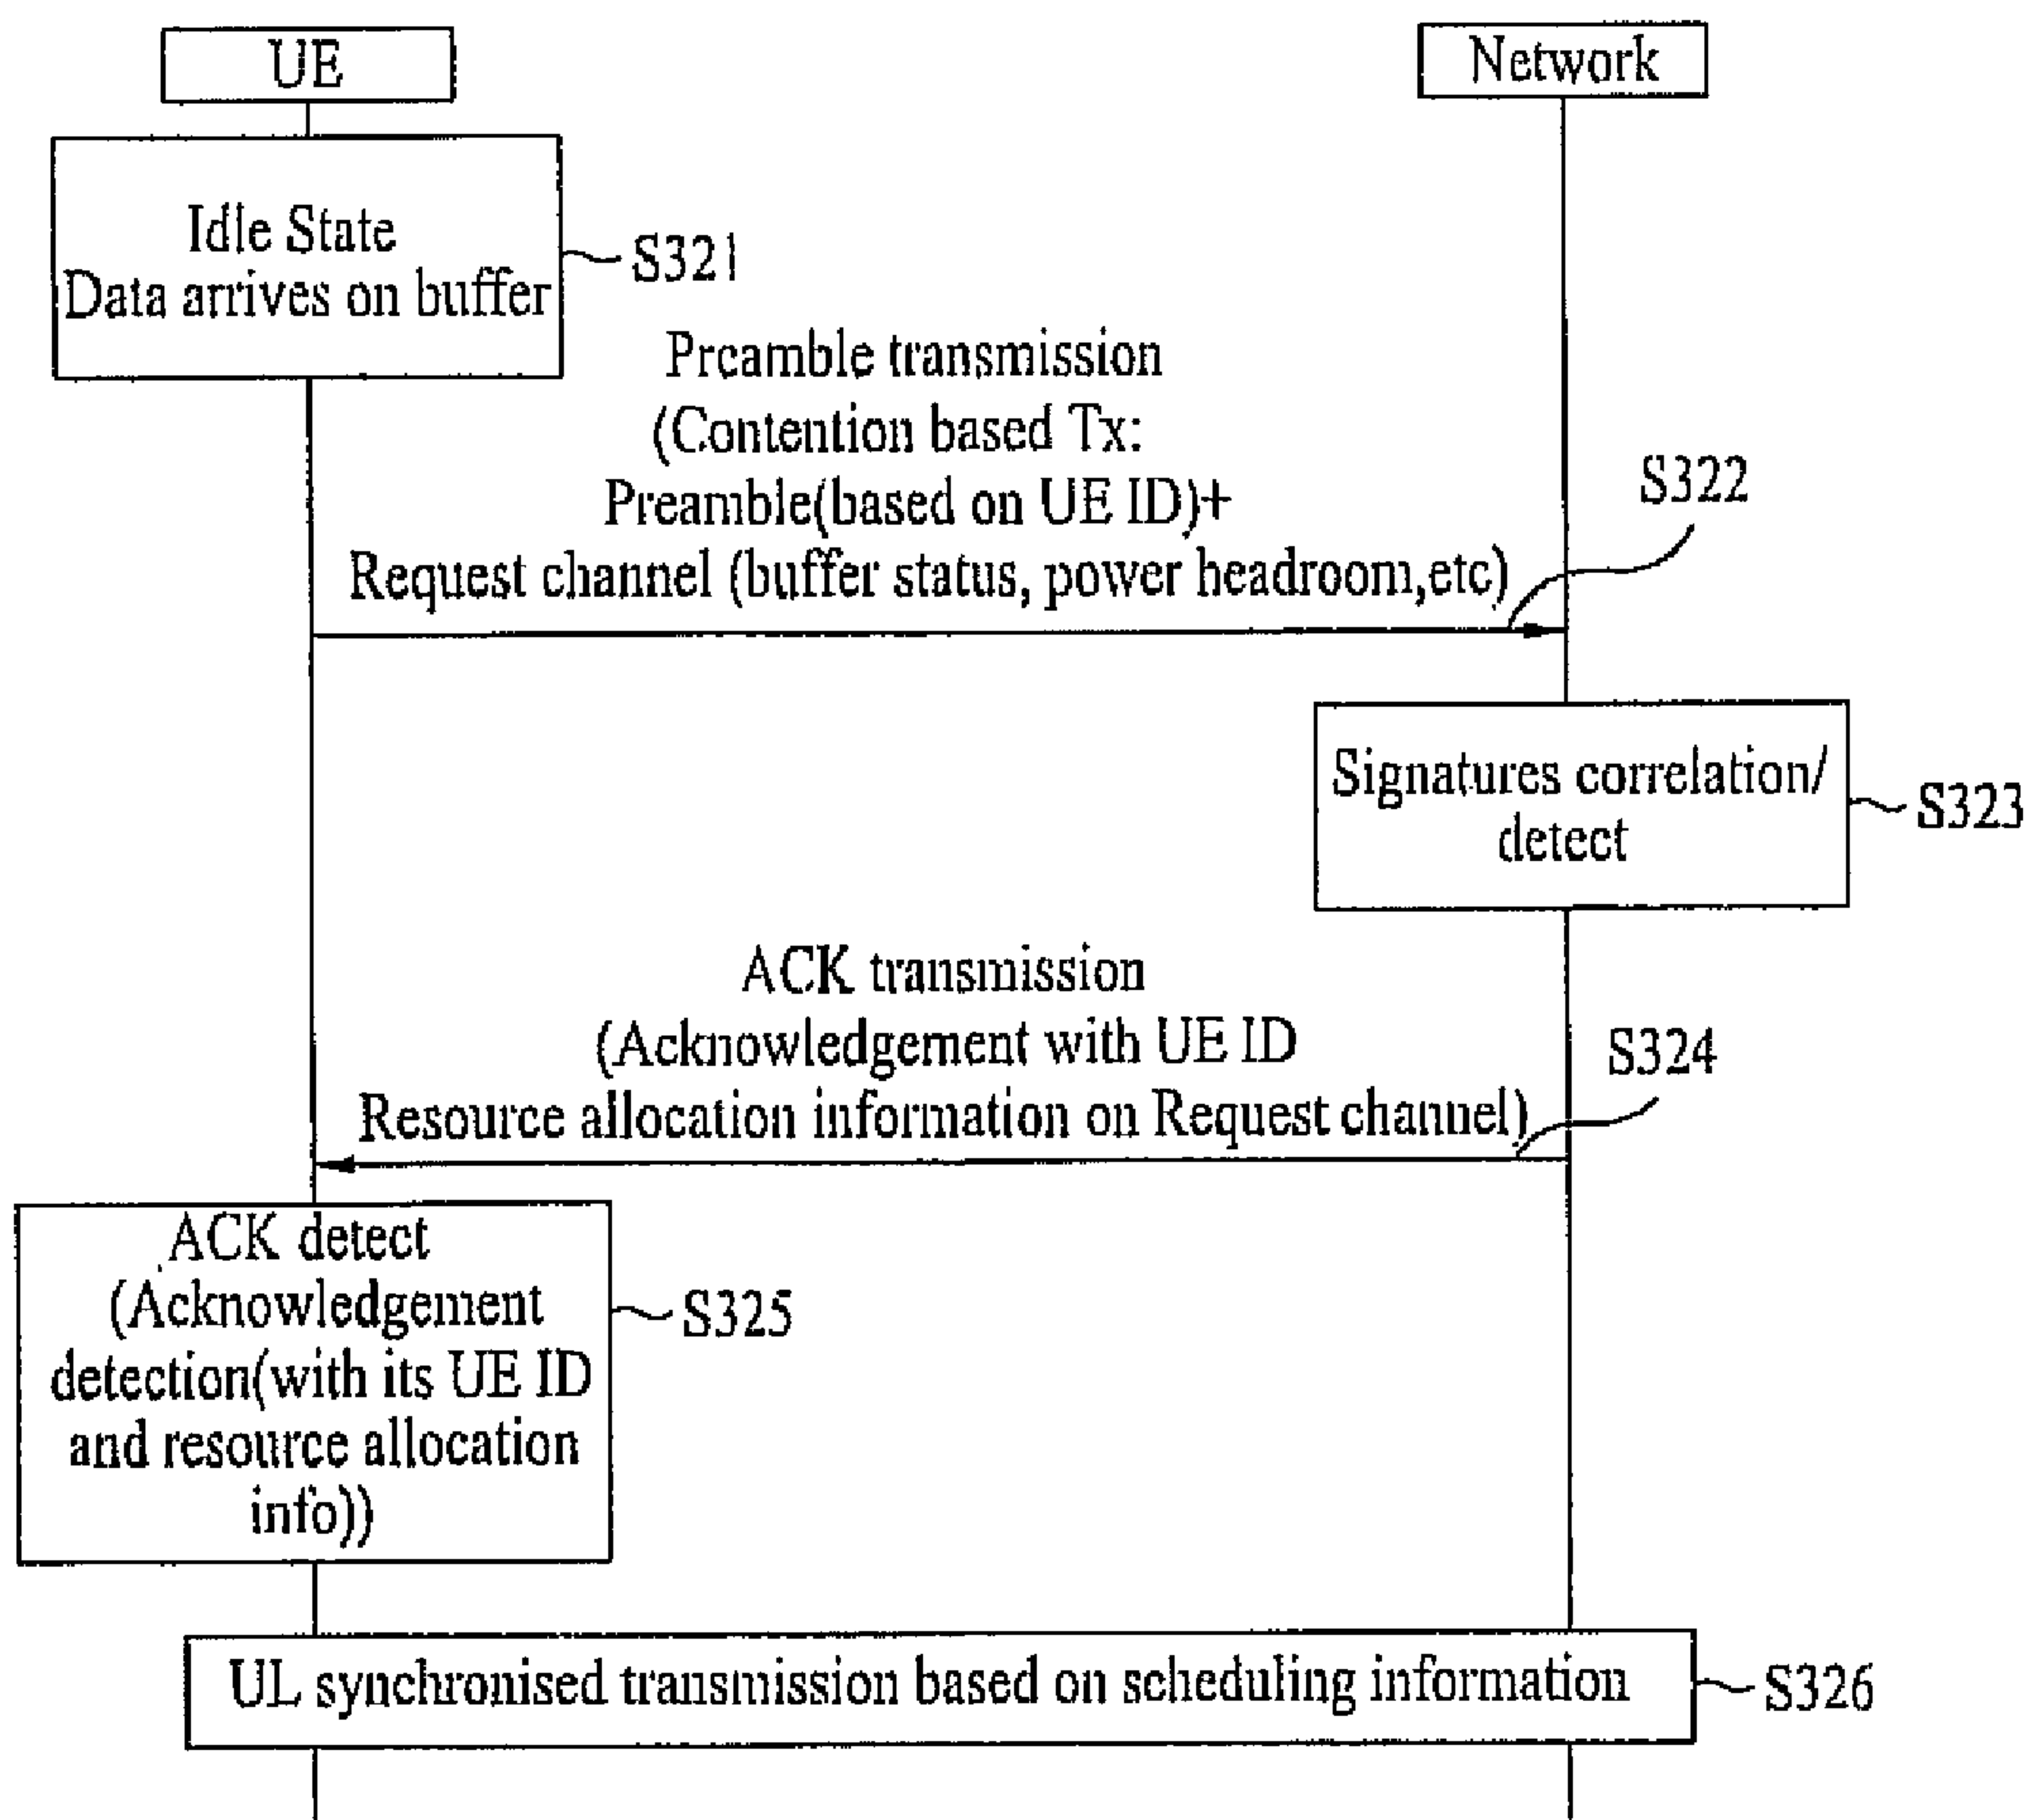 UE
Network
Idle State
Data arrives on buffer
S321
Preamble transmission
(Contention based Tx:
Preamble(based on UE ID)+
Request channel (buffer status, power headroom,etc)
S322
Signatures correlation/
detect
S323
ACK transmission
(Acknowledgement with UE ID
Resource allocation information on Request channel)
S324
ACK detect
(Acknowledgement
detection(with its UE ID
and resource allocation
info))
S325
UL synchronised transmission based on scheduling information
S326